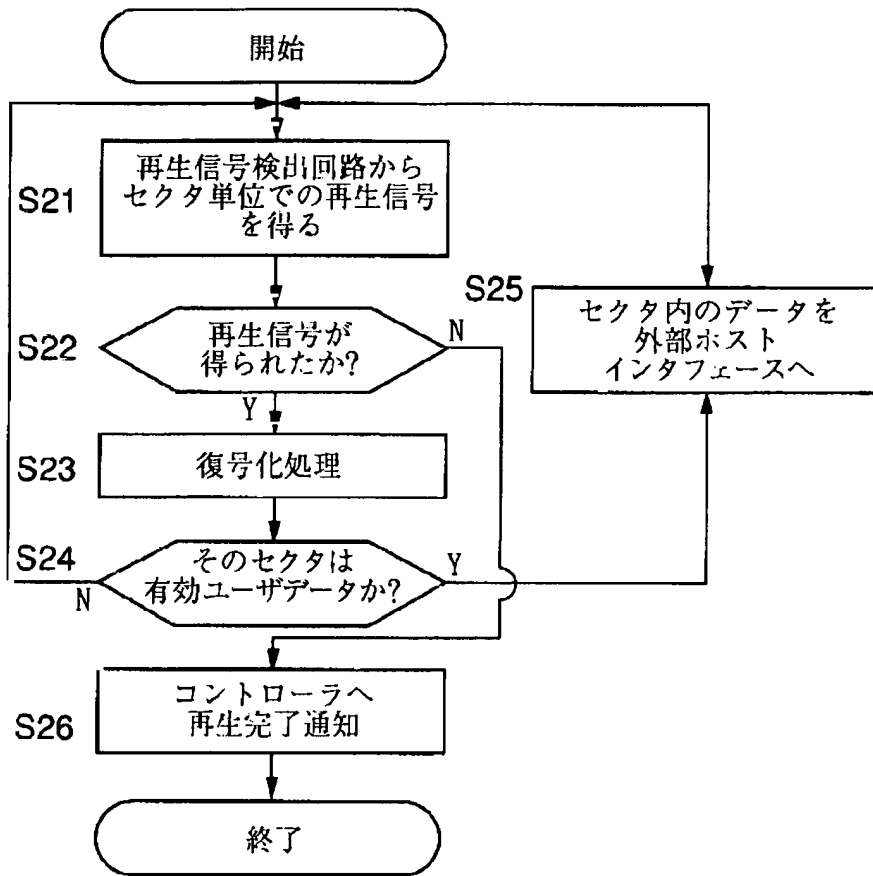 開始
S21
再生信号検出回路から
セクタ単位での再生信号
を得る
S22
再生信号が
得られたか?
N
Y
S23
復号化処理
S24
そのセクタは
有効ユーザデータか?
N
Y
S25
セクタ内のデータを
外部ホスト
インタフェースへ
S26
コントローラへ
再生完了通知
終了